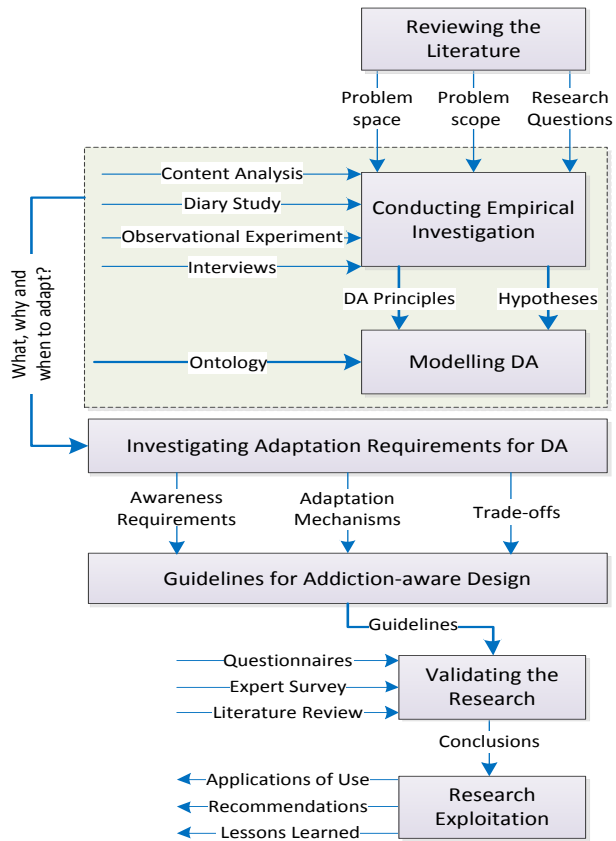 Reviewing the
Literature
Problem
space
Problem
scope
Research
Questions
Content Analysis
Diary Study
Observational Experiment
Interviews
Conducting Empirical
Investigation
What, why and
when to adapt?
DA Principles
Hypotheses
Ontology
Modelling DA
Investigating Adaptation Requirements for DA
Awareness
Requirements
Adaptation
Mechanisms
Trade-offs
Guidelines for Addiction-aware Design
Guidelines
Questionnaires
Expert Survey
Literature Review
Validating the
Research
Conclusions
Applications of Use
Recommendations
Lessons Learned
Research
Exploitation